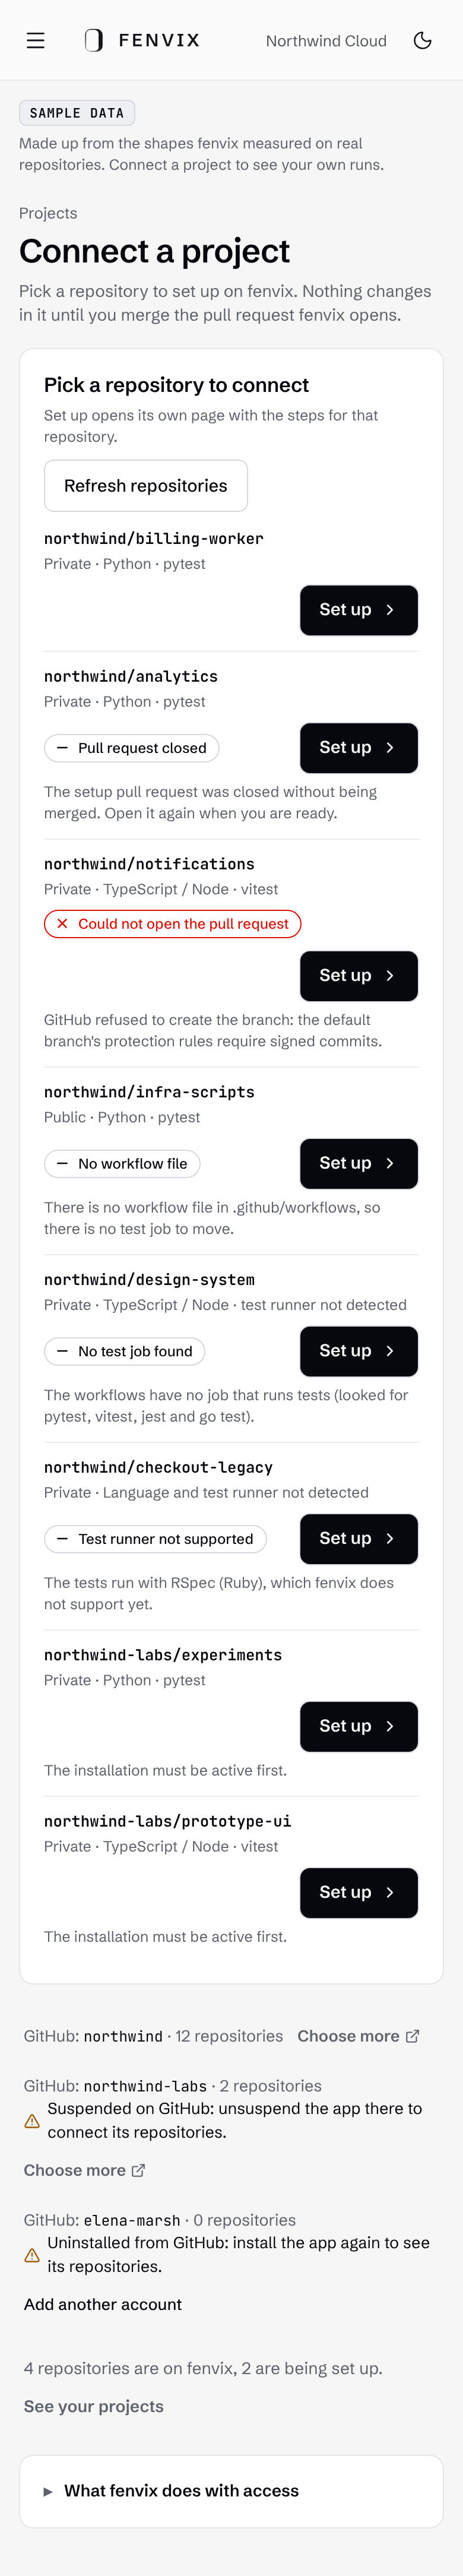 FENVIX
Northwind Cloud
SAMPLE DATA
Made up from the shapes fenvix measured on real
repositories. Connect a project to see your own runs.
Projects
Connect a project
Pick a repository to set up on fenvix. Nothing changes
in it until you merge the pull request fenvix opens.
Pick a repository to connect
Set up opens its own page with the steps for that
repository.
Refresh repositories
northwind/billing-worker
Private · Python · pytest
Set up
northwind/analytics
Private · Python · pytest
Pull request closed
Set up
The setup pull request was closed without being
merged. Open it again when you are ready.
northwind/notifications
Private · TypeScript / Node · vitest
Could not open the pull request
Set up
GitHub refused to create the branch: the default
branch's protection rules require signed commits.
northwind/infra-scripts
Public · Python · pytest
No workflow file
Set up
There is no workflow file in .github/workflows, so
there is no test job to move.
northwind/design-system
Private · TypeScript / Node · test runner not detected
No test job found
Set up
The workflows have no job that runs tests (looked for
pytest, vitest, jest and go test).
northwind/checkout-legacy
Private · Language and test runner not detected
Test runner not supported
Set up
The tests run with RSpec (Ruby), which fenvix does
not support yet.
northwind-labs/experiments
Private · Python · pytest
Set up
The installation must be active first.
northwind-labs/prototype-ui
Private · TypeScript / Node · vitest
Set up
The installation must be active first.
GitHub: northwind · 12 repositories Choose more
GitHub: northwind-labs · 2 repositories
Suspended on GitHub: unsuspend the app there to
connect its repositories.
Choose more
GitHub: elena-marsh · 0 repositories
Uninstalled from GitHub: install the app again to see
its repositories.
Add another account
4 repositories are on fenvix, 2 are being set up.
See your projects
What fenvix does with access